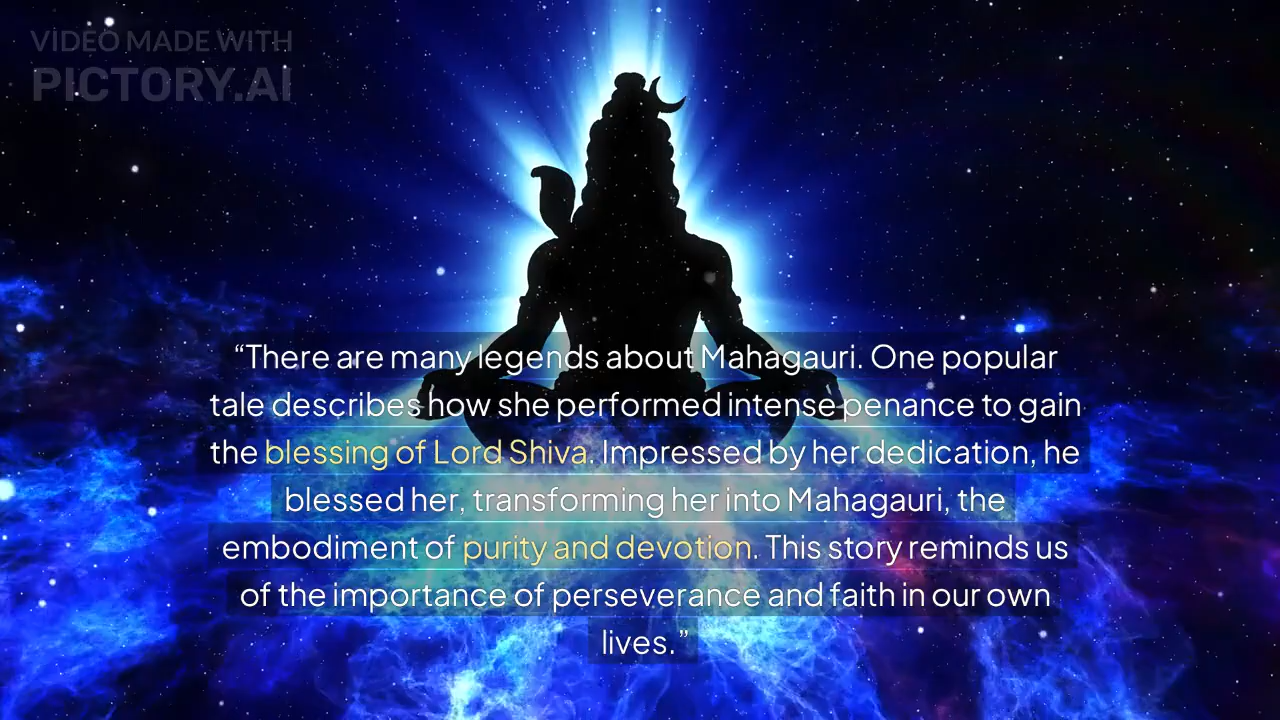 VIDEO MADE WITH
PICTORY.AI
“There are many legends about Mahagauri. One popular
tale describes how she performed intense penance to gain
the blessing of Lord Shiva. Impressed by her dedication, he
blessed her, transforming her into Mahagauri, the
embodiment of purity and devotion. This story reminds us
of the importance of perseverance and faith in our own
lives.”